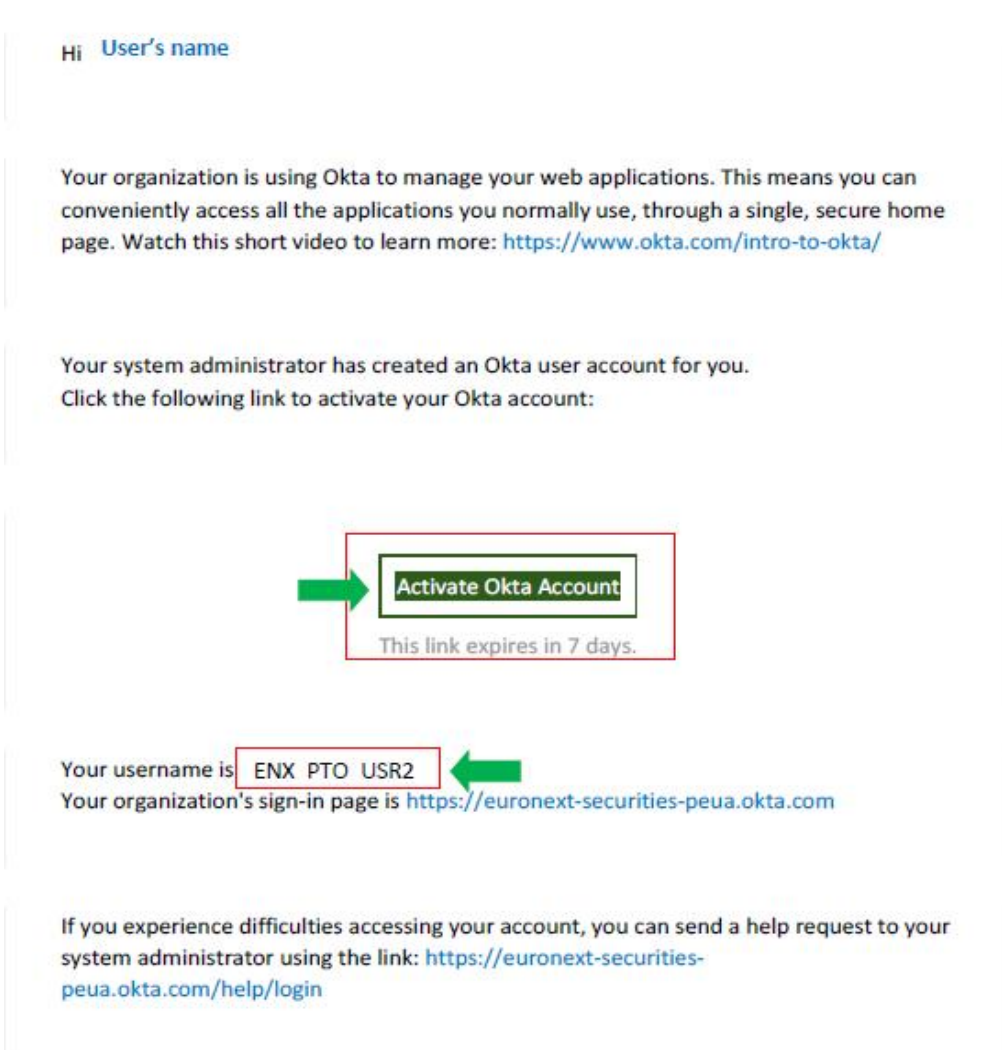 Hi User's name
Your organization is using Okta to manage your web applications. This means you can
conveniently access all the applications you normally use, through a single, secure home
page. Watch this short video to learn more: https://www.okta.com/intro-to-okta/
Your system administrator has created an Okta user account for you.
Click the following link to activate your Okta account:
Activate Okta Account
This link expires in 7 days.
Your username is ENX PTO USR2
Your organization's sign-in page is https://euronext-securities-peua.okta.com
If you experience difficulties accessing your account, you can send a help request to your
system administrator using the link: https://euronext-securities-
peua.okta.com/help/login